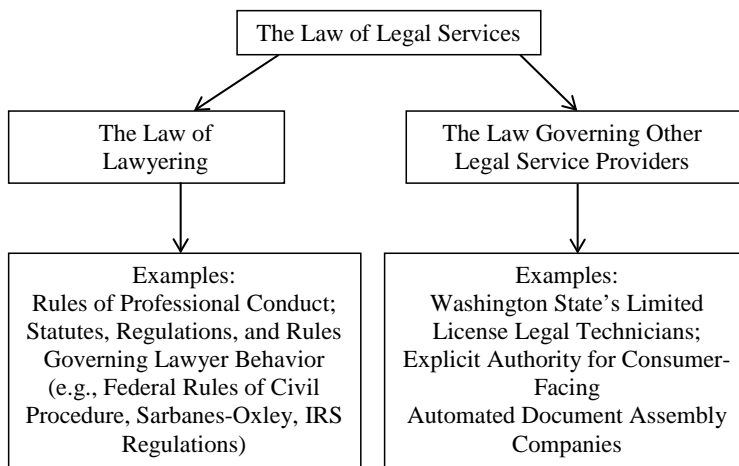 The Law of Legal Services
The Law of
Lawyering
The Law Governing Other
Legal Service Providers
Examples:
Rules of Professional Conduct;
Statutes, Regulations, and Rules
Governing Lawyer Behavior
(e.g., Federal Rules of Civil
Procedure, Sarbanes-Oxley, IRS
Regulations)
Examples:
Washington State’s Limited
License Legal Technicians;
Explicit Authority for Consumer-
Facing
Automated Document Assembly
Companies